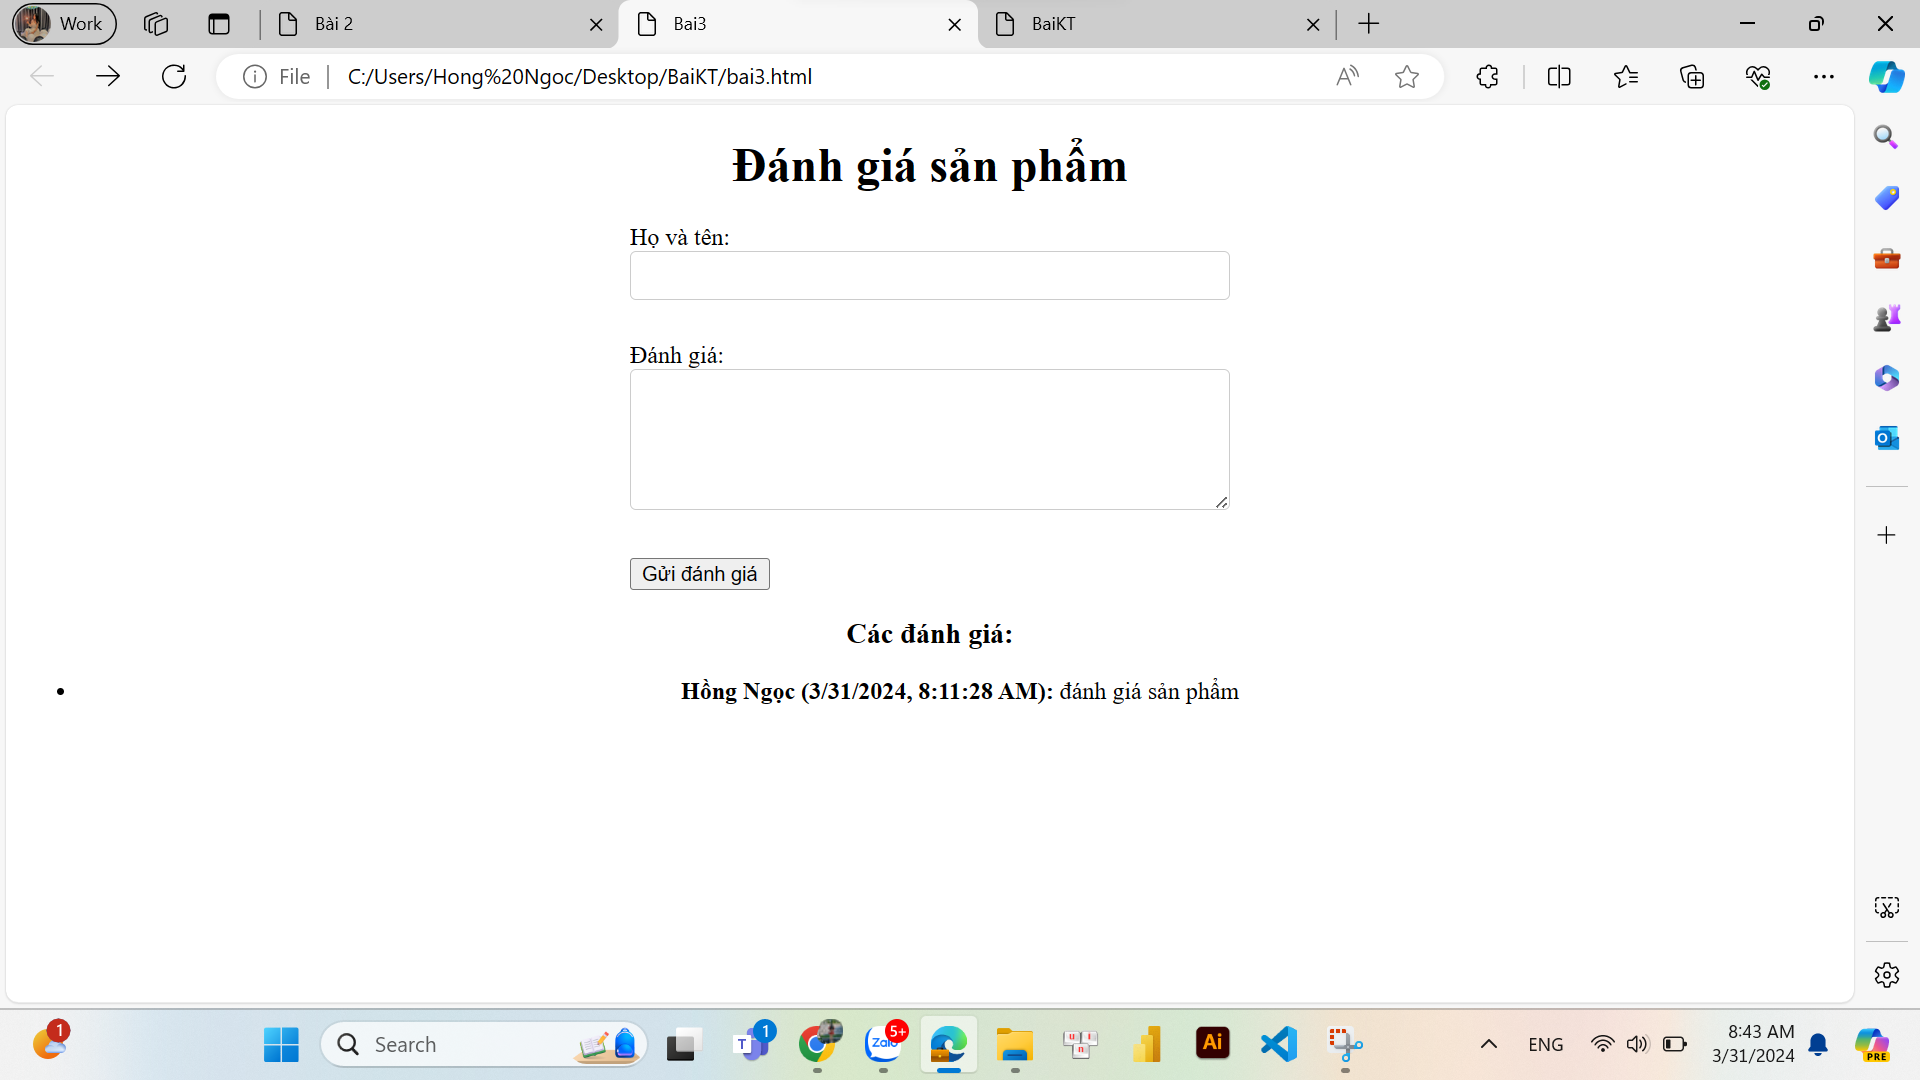 Work
Bài 2
Bai3
BaiKT
File
C:/Users/Hong%20Ngoc/Desktop/BaiKT/bai3.html
Đánh giá sản phẩm
Họ và tên:
Đánh giá:
Gửi đánh giá
Các đánh giá:
Hồng Ngọc (3/31/2024, 8:11:28 AM): đánh giá sản phẩm
1
Search
T
1
Zalo
5+
u n
n
Ai
ENG
8:43 AM
3/31/2024
PRE